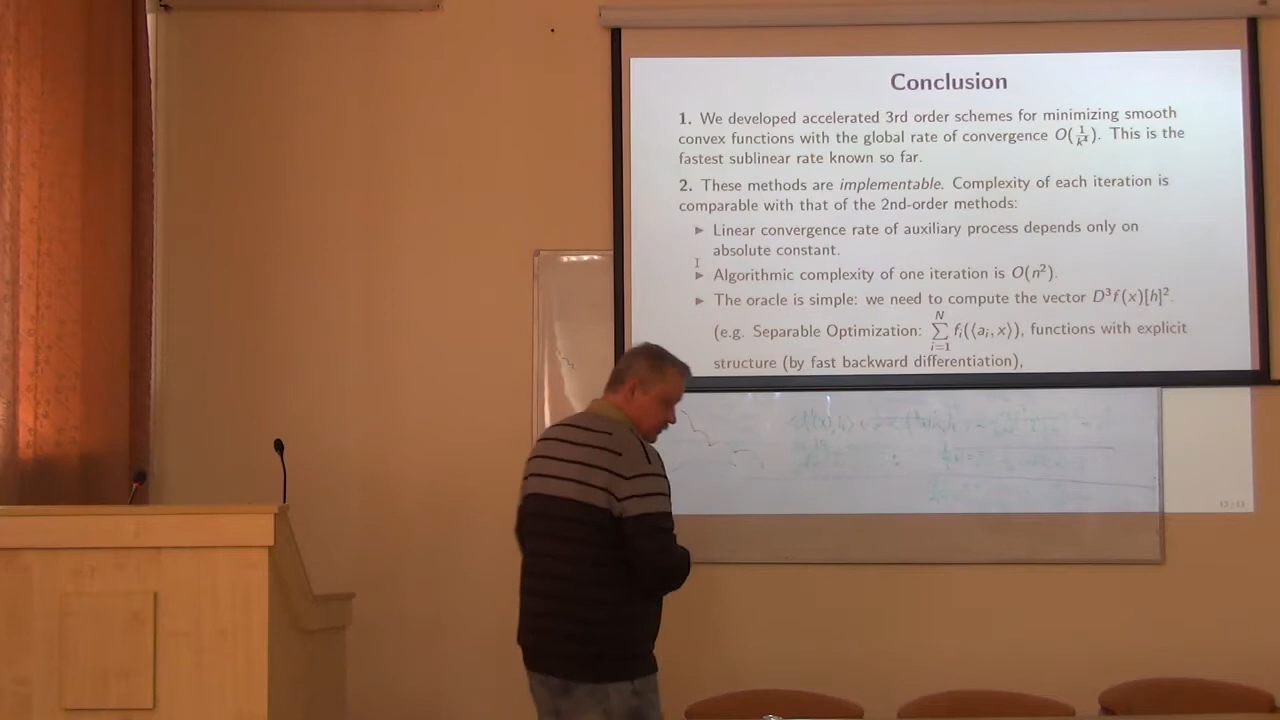 Conclusion
1. We developed accelerated 3rd order schemes for minimizing smooth
convex functions with the global rate of convergence O(1/k⁴). This is the
fastest sublinear rate known so far.
2. These methods are implementable. Complexity of each iteration is
comparable with that of the 2nd-order methods:
▶ Linear convergence rate of auxiliary process depends only on
absolute constant.
▶ Algorithmic complexity of one iteration is O(n²).
▶ The oracle is simple: we need to compute the vector D³f(x)[h]².
(e.g. Separable Optimization: ∑_{i=1}^{N} f_i(⟨a_i, x⟩), functions with explicit
structure (by fast backward differentiation),